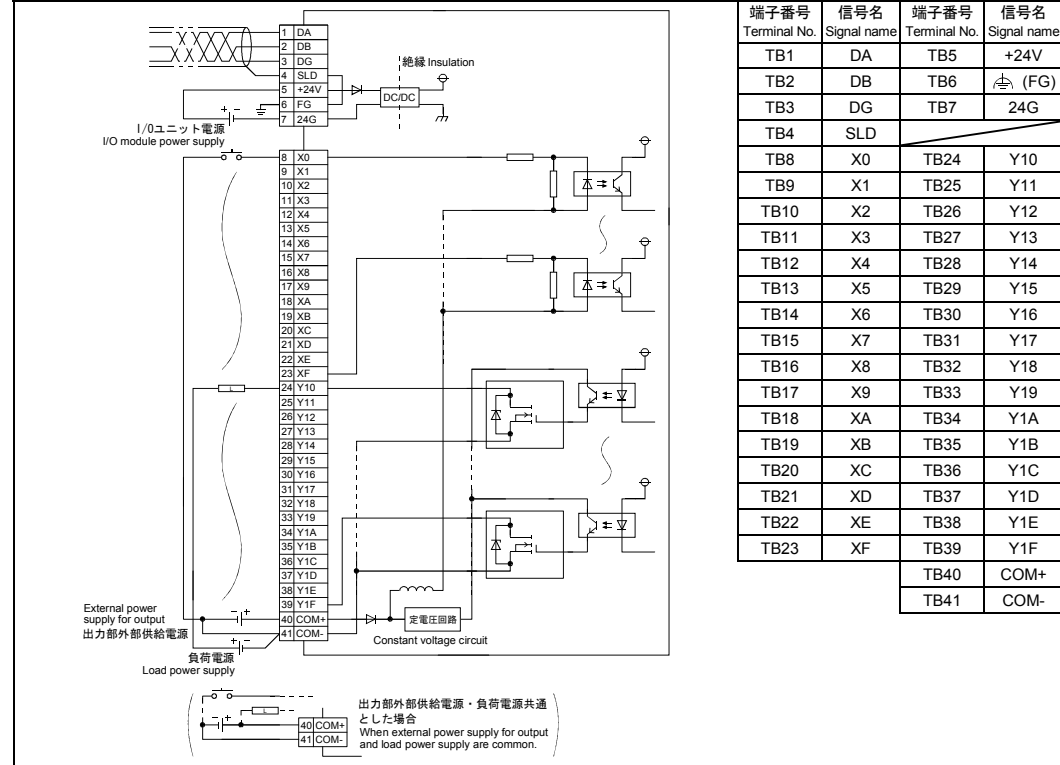 1 DA
2 DB
3 DG
4 SLD
5 +24V
6 FG
7 24G
絶縁 Insulation
DC/DC
+ -
I/Oユニット電源
I/O module power supply
8 X0
9 X1
10 X2
11 X3
12 X4
13 X5
14 X6
15 X7
16 X8
17 X9
18 XA
19 XB
20 XC
21 XD
22 XE
23 XF
L
24 Y10
25 Y11
26 Y12
27 Y13
28 Y14
29 Y15
30 Y16
31 Y17
32 Y18
33 Y19
34 Y1A
35 Y1B
36 Y1C
37 Y1D
38 Y1E
39 Y1F
40 COM+
41 COM-
External power
supply for output
出力部外部供給電源
- +
+ -
負荷電源
Load power supply
定電圧回路
Constant voltage circuit
L
- +
40 COM+
41 COM-
出力部外部供給電源・負荷電源共通
とした場合
When external power supply for output
and load power supply are common.
端子番号 信号名 端子番号 信号名
Terminal No. Signal name Terminal No. Signal name
TB1 DA TB5 +24V
TB2 DB TB6 (FG)
TB3 DG TB7 24G
TB4 SLD
TB8 X0 TB24 Y10
TB9 X1 TB25 Y11
TB10 X2 TB26 Y12
TB11 X3 TB27 Y13
TB12 X4 TB28 Y14
TB13 X5 TB29 Y15
TB14 X6 TB30 Y16
TB15 X7 TB31 Y17
TB16 X8 TB32 Y18
TB17 X9 TB33 Y19
TB18 XA TB34 Y1A
TB19 XB TB35 Y1B
TB20 XC TB36 Y1C
TB21 XD TB37 Y1D
TB22 XE TB38 Y1E
TB23 XF TB39 Y1F
TB40 COM+
TB41 COM-